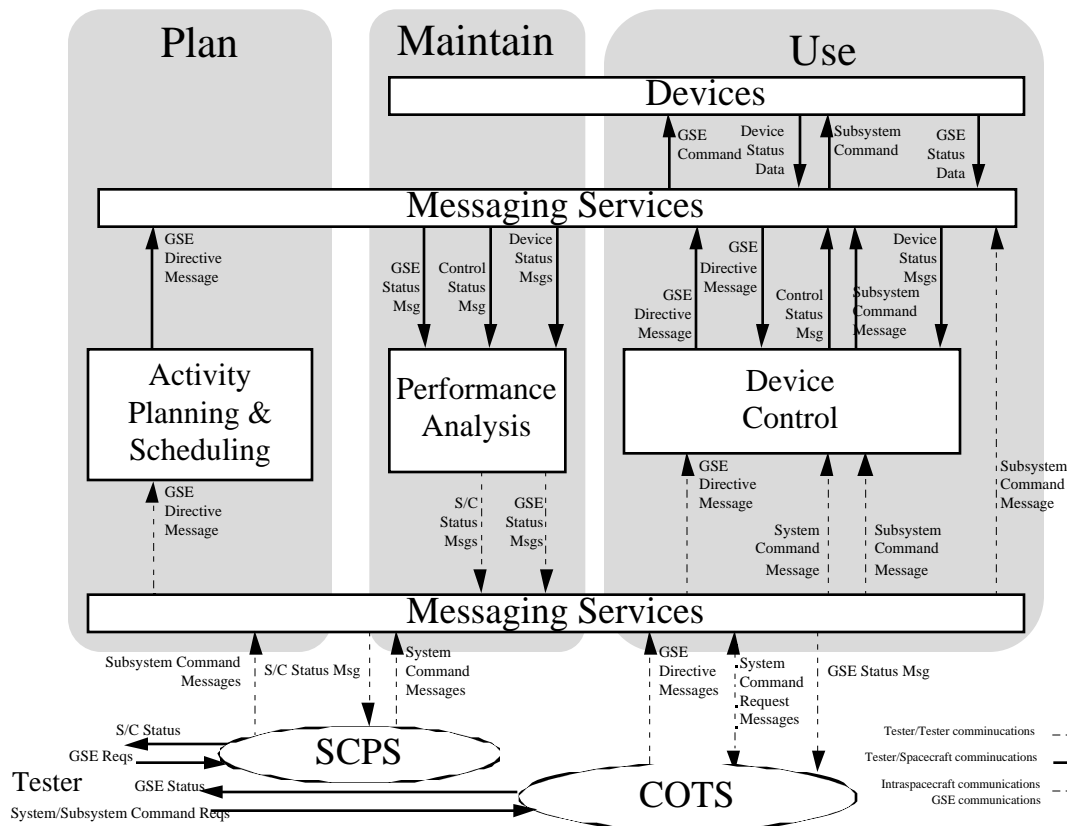 Plan
Maintain
Use
Devices
GSE
Command
Device
Status
Data
Subsystem
Command
GSE
Status
Data
Messaging Services
GSE
Directive
Message
GSE
Status
Msg
Control
Status
Msg
Device
Status
Msgs
GSE
Directive
Message
GSE
Directive
Message
Control
Status
Msg
Subsystem
Command
Message
Device
Status
Msgs
Activity
Planning &
Scheduling
Performance
Analysis
Device
Control
GSE
Directive
Message
S/C
Status
Msgs
GSE
Status
Msgs
GSE
Directive
Message
System
Command
Message
Subsystem
Command
Message
Subsystem
Command
Message
Messaging Services
Subsystem Command
Messages
S/C Status Msg
System
Command
Messages
GSE
Directive
Messages
System
Command
Request
Messages
GSE Status Msg
S/C Status
GSE Reqs
SCPS
Tester
GSE Status
System/Subsystem Command Reqs
COTS
Tester/Tester comminucations
Tester/Spacecraft comminucations
Intraspacecraft communications
GSE communications